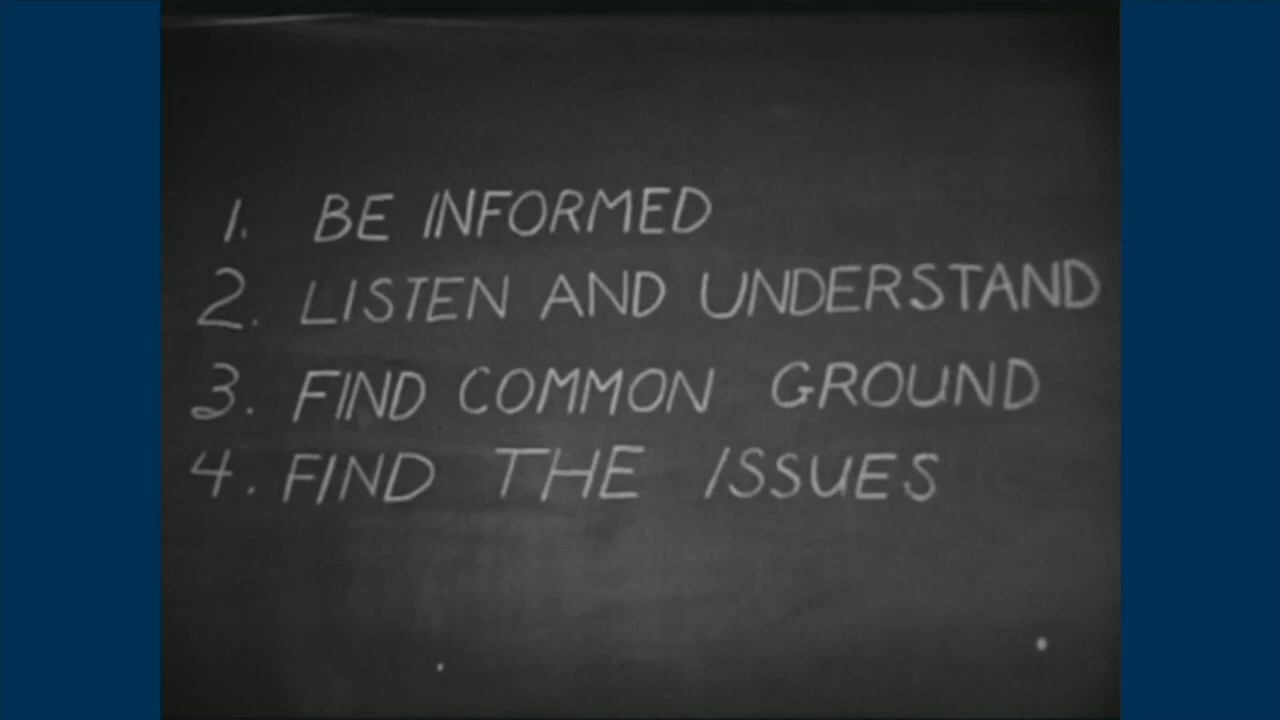 1. BE INFORMED
2. LISTEN AND UNDERSTAND
3. FIND COMMON GROUND
4. FIND THE ISSUES